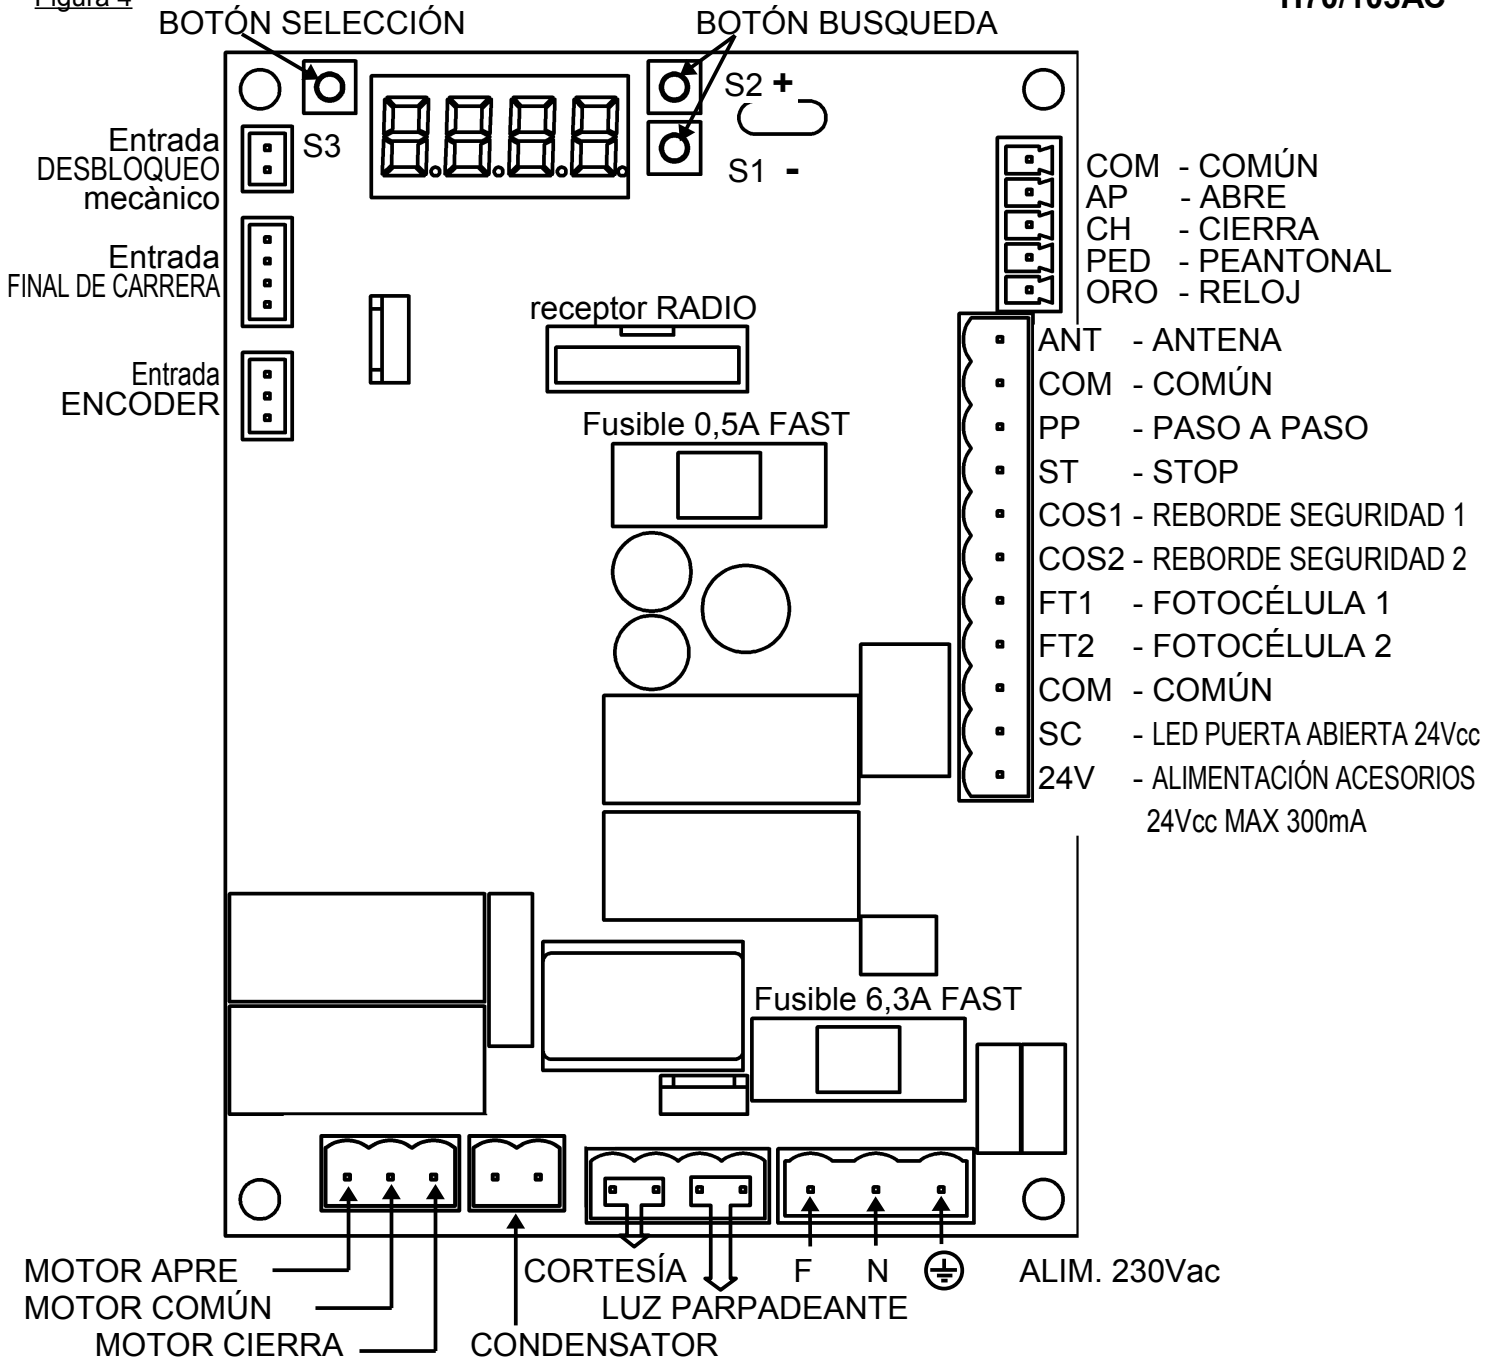 Figura 4
BOTÓN SELECCIÓN
BOTÓN BUSQUEDA
S3
S2 +
S1 -
Entrada
DESBLOQUEO
mecànico
Entrada
FINAL DE CARRERA
Entrada
ENCODER
receptor RADIO
Fusible 0,5A FAST
COM - COMÚN
AP - ABRE
CH - CIERRA
PED - PEANTONAL
ORO - RELOJ
ANT - ANTENA
COM - COMÚN
PP - PASO A PASO
ST - STOP
COS1 - REBORDE SEGURIDAD 1
COS2 - REBORDE SEGURIDAD 2
FT1 - FOTOCÉLULA 1
FT2 - FOTOCÉLULA 2
COM - COMÚN
SC - LED PUERTA ABIERTA 24Vcc
24V - ALIMENTACIÓN ACESORIOS
24Vcc MAX 300mA
Fusible 6,3A FAST
MOTOR APRE
MOTOR COMÚN
MOTOR CIERRA
CONDENSATOR
CORTESÍA
LUZ PARPADEANTE
F N
ALIM. 230Vac